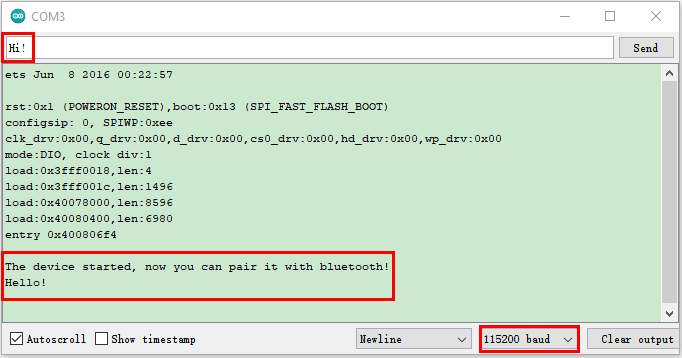 COM3
Hi!
Send
ets Jun  8 2016 00:22:57
rst:0x1 (POWERON_RESET),boot:0x13 (SPI_FAST_FLASH_BOOT)
configsip: 0, SPIWP:0xee
clk_drv:0x00,q_drv:0x00,d_drv:0x00,cs0_drv:0x00,hd_drv:0x00,wp_drv:0x00
mode:DIO, clock div:1
load:0x3fff0018,len:4
load:0x3fff001c,len:1496
load:0x40078000,len:8596
load:0x40080400,len:6980
entry 0x400806f4
The device started, now you can pair it with bluetooth!
Hello!
Autoscroll Show timestamp Newline 115200 baud Clear output